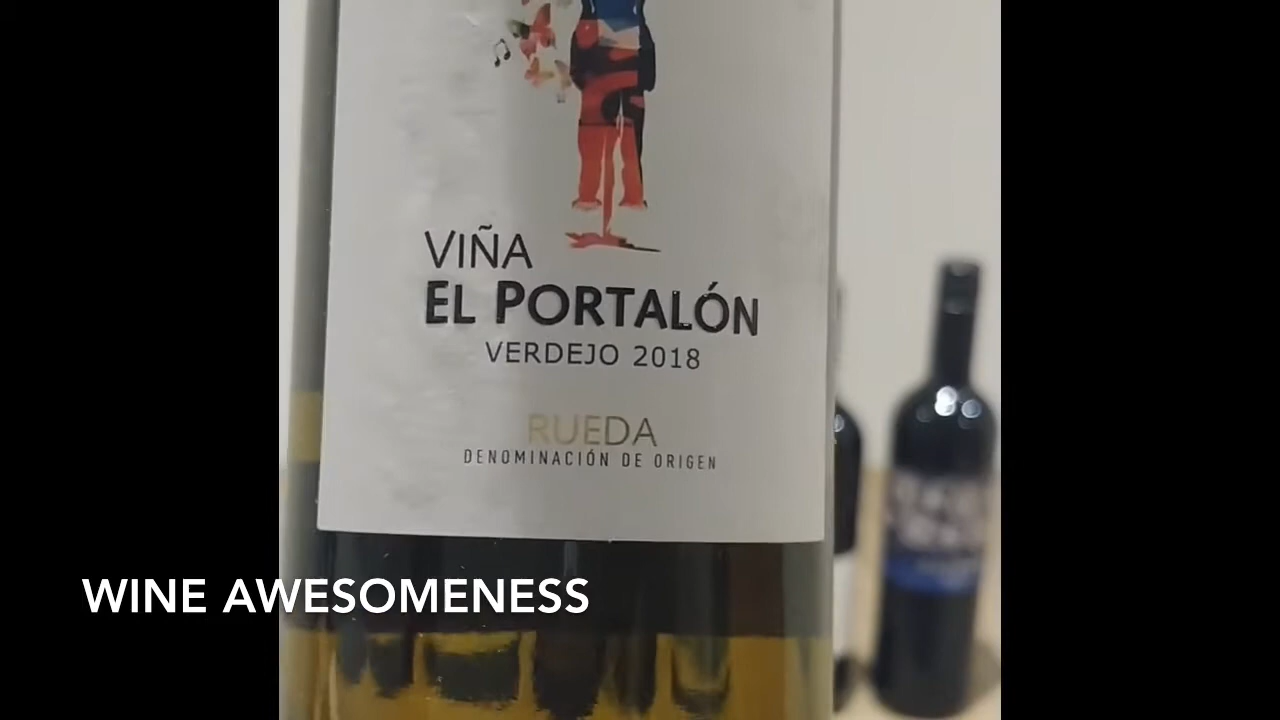 VIÑA
EL PORTALÓN
VERDEJO 2018
RUEDA
DENOMINACIÓN DE ORIGEN
WINE AWESOMENESS